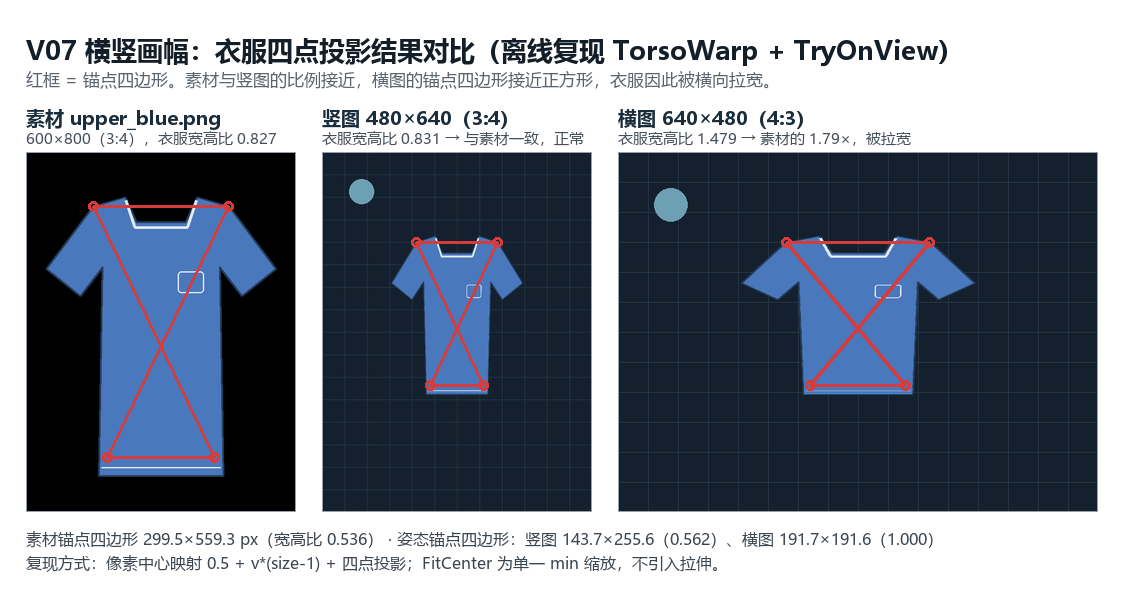 V07 横竖画幅：衣服四点投影结果对比（离线复现 TorsoWarp + TryOnView）
红框 = 锚点四边形。素材与竖图的比例接近，横图的锚点四边形接近正方形，衣服因此被横向拉宽。
素材 upper_blue.png
600×800（3:4），衣服宽高比 0.827
竖图 480×640（3:4)
衣服宽高比 0.831 → 与素材一致，正常
横图 640×480（4:3)
衣服宽高比 1.479 → 素材的 1.79×，被拉宽
素材锚点四边形 299.5×559.3 px（宽高比 0.536） · 姿态锚点四边形：竖图 143.7×255.6（0.562）、横图 191.7×191.6（1.000）
复现方式：像素中心映射 0.5 + v*(size-1) + 四点投影；FitCenter 为单一 min 缩放，不引入拉伸。